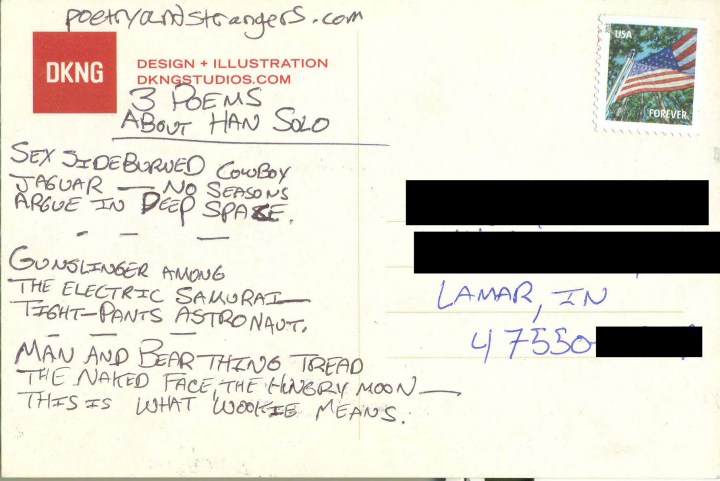 poetryandstrangers.com
DKNG
DESIGN + ILLUSTRATION
DKNGSTUDIOS.COM
3 POEMS
ABOUT HAN SOLO
SEX SIDEBURNED COWBOY
JAGUAR — NO SEASONS
ARGUE IN DEEP SPACE.
- - —
GUNSLINGER AMONG
THE ELECTRIC SAMURAI—
TIGHT-PANTS ASTRONAUT.
— — —
MAN AND BEAR THING TREAD
THE NAKED FACE, THE HUNGRY MOON —
THIS IS WHAT WOOKIE MEANS.
USA
FOREVER
LAMAR, IN
47550